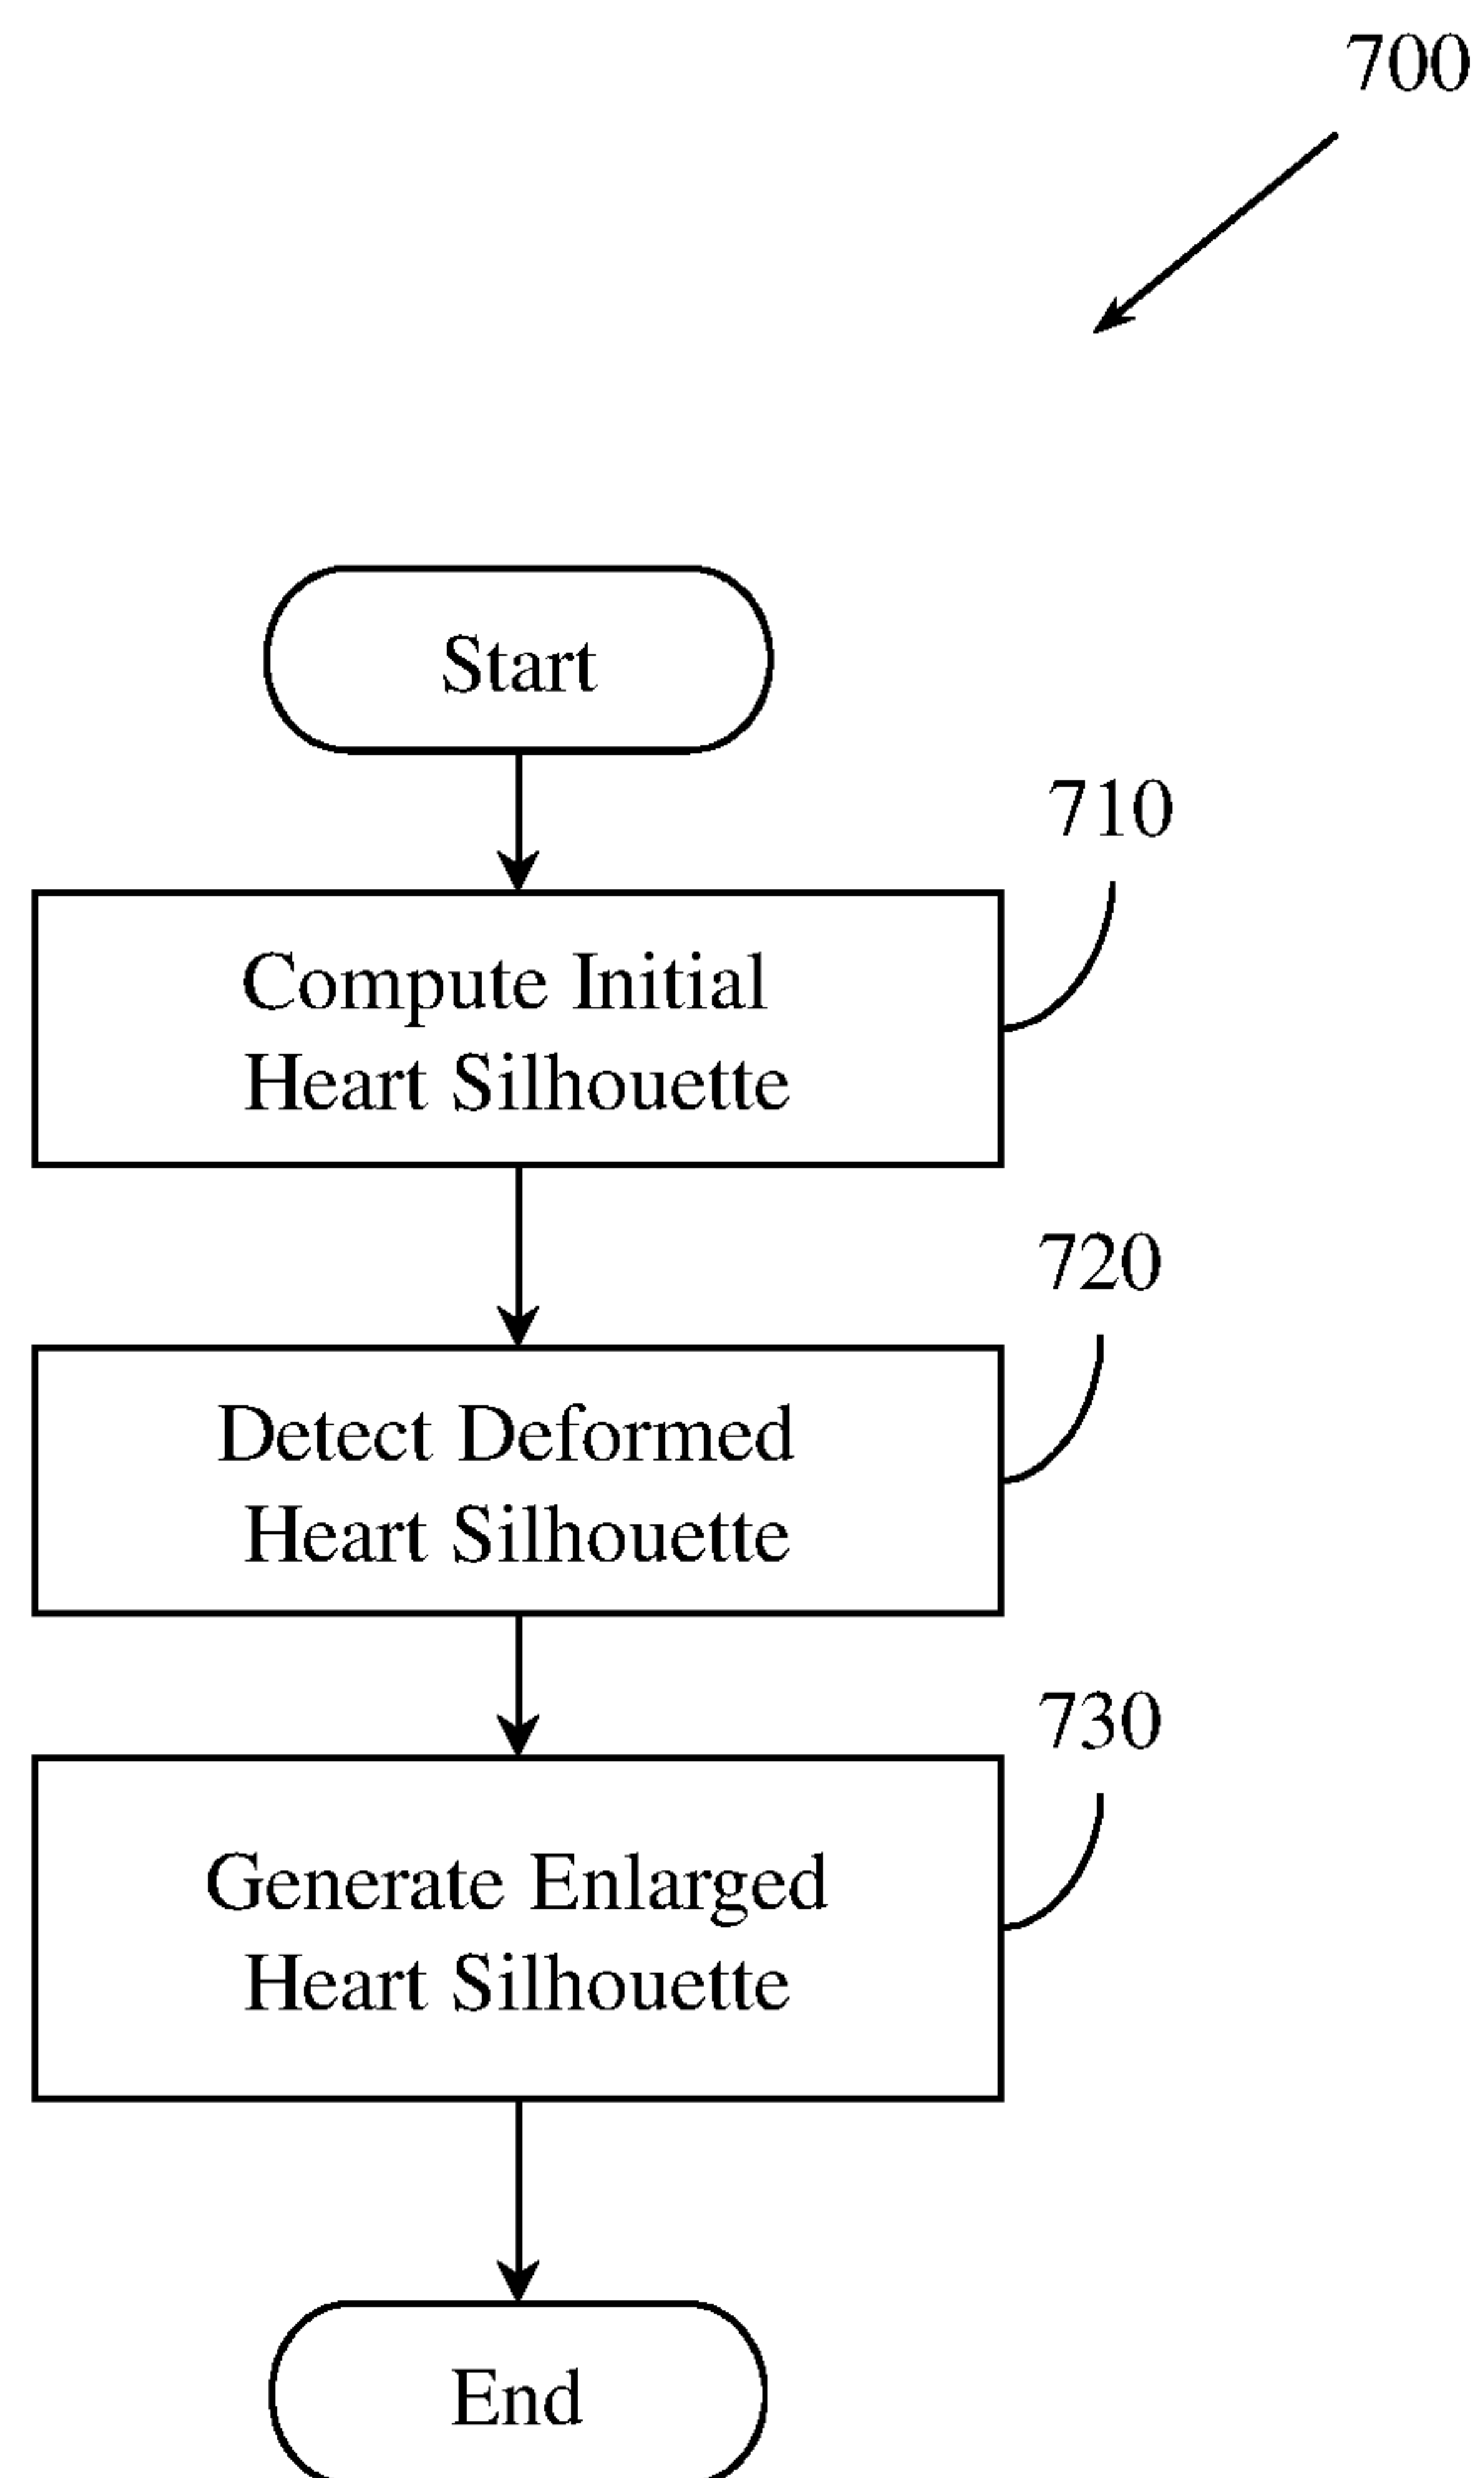 700
Start
710
Compute Initial
Heart Silhouette
720
Detect Deformed
Heart Silhouette
730
Generate Enlarged
Heart Silhouette
End